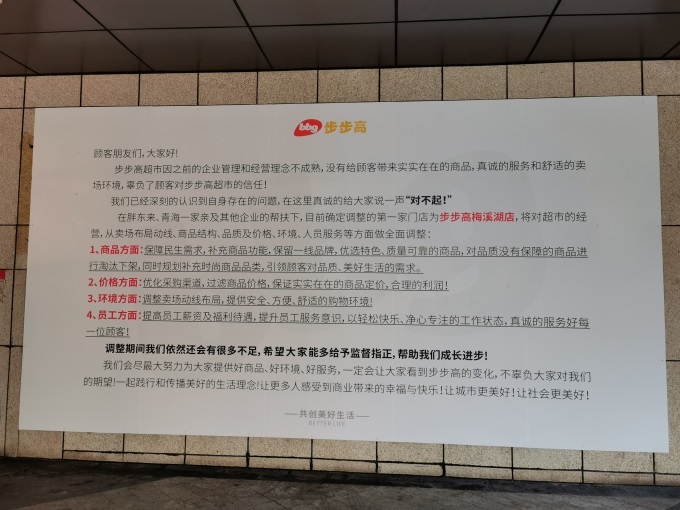 bbg 步步高
顾客朋友们，大家好！
步步高超市因之前的企业管理和经营理念不成熟，没有给顾客带来实实在在的商品，真诚的服务和舒适的卖
场环境，辜负了顾客对步步高超市的信任！
我们已经深刻的认识到自身存在的问题，在这里真诚的给大家说一声“对不起！”
在胖东来、青海一家亲及其他企业的帮扶下，目前确定调整的第一家门店为步步高梅溪湖店，将对超市的经
营，从卖场布局动线、商品结构、品质及价格、环境、人员服务等方面做全面调整：
1、商品方面：保障民生需求，补充商品功能，保留一线品牌，优选特色、质量可靠的商品，对品质没有保障的商品进
行淘汰下架，同时规划补充时尚商品品类，引领顾客对品质、美好生活的需求。
2、价格方面：优化采购渠道，过滤商品价格，保证实实在在的商品定价，合理的利润！
3、环境方面：调整卖场动线布局，提供安全、方便、舒适的购物环境！
4、员工方面：提高员工薪资及福利待遇，提升员工服务意识，以轻松快乐、净心专注的工作状态，真诚的服务好每
一位顾客！
调整期间我们依然还会有很多不足，希望大家能多给予监督指正，帮助我们成长进步！
我们会尽最大努力为大家提供好商品、好环境、好服务，一定会让大家看到步步高的变化，不辜负大家对我们
的期望！一起践行和传播美好的生活理念！让更多人感受到商业带来的幸福与快乐！让城市更美好！让社会更美好！
——共创美好生活——
BETTER LIFE